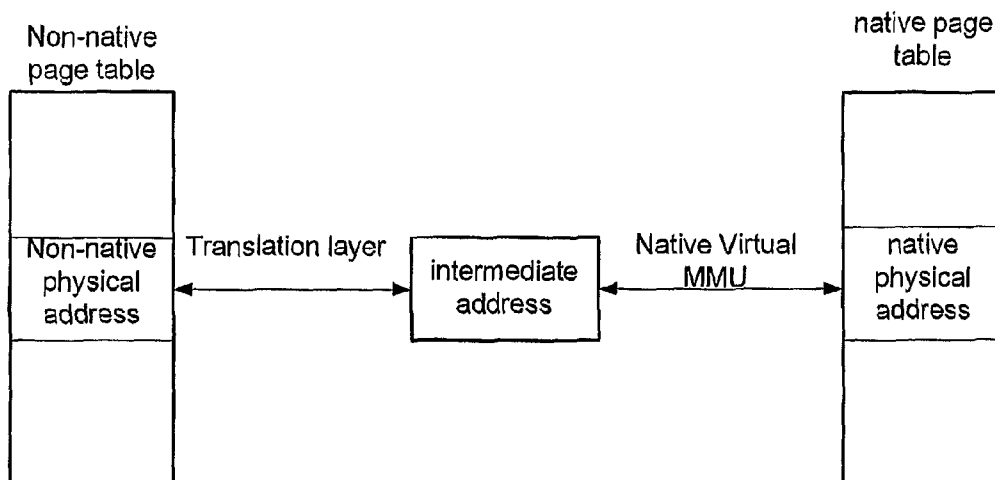 Non-native
page table
native page
table
Non-native
physical
address
Translation layer
intermediate
address
Native Virtual
MMU
native
physical
address